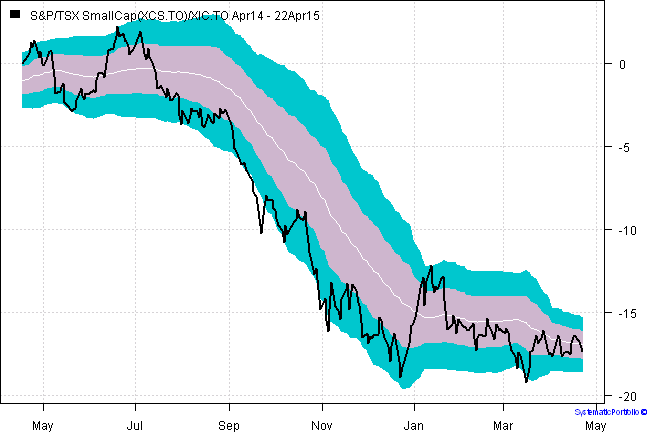 S&P/TSX SmallCap(XCS.TO)/XIC.TO Apr14 - 22Apr15
0
-5
-10
-15
-20
SystematicPortfolio ©
May Jul Sep Nov Jan Mar May